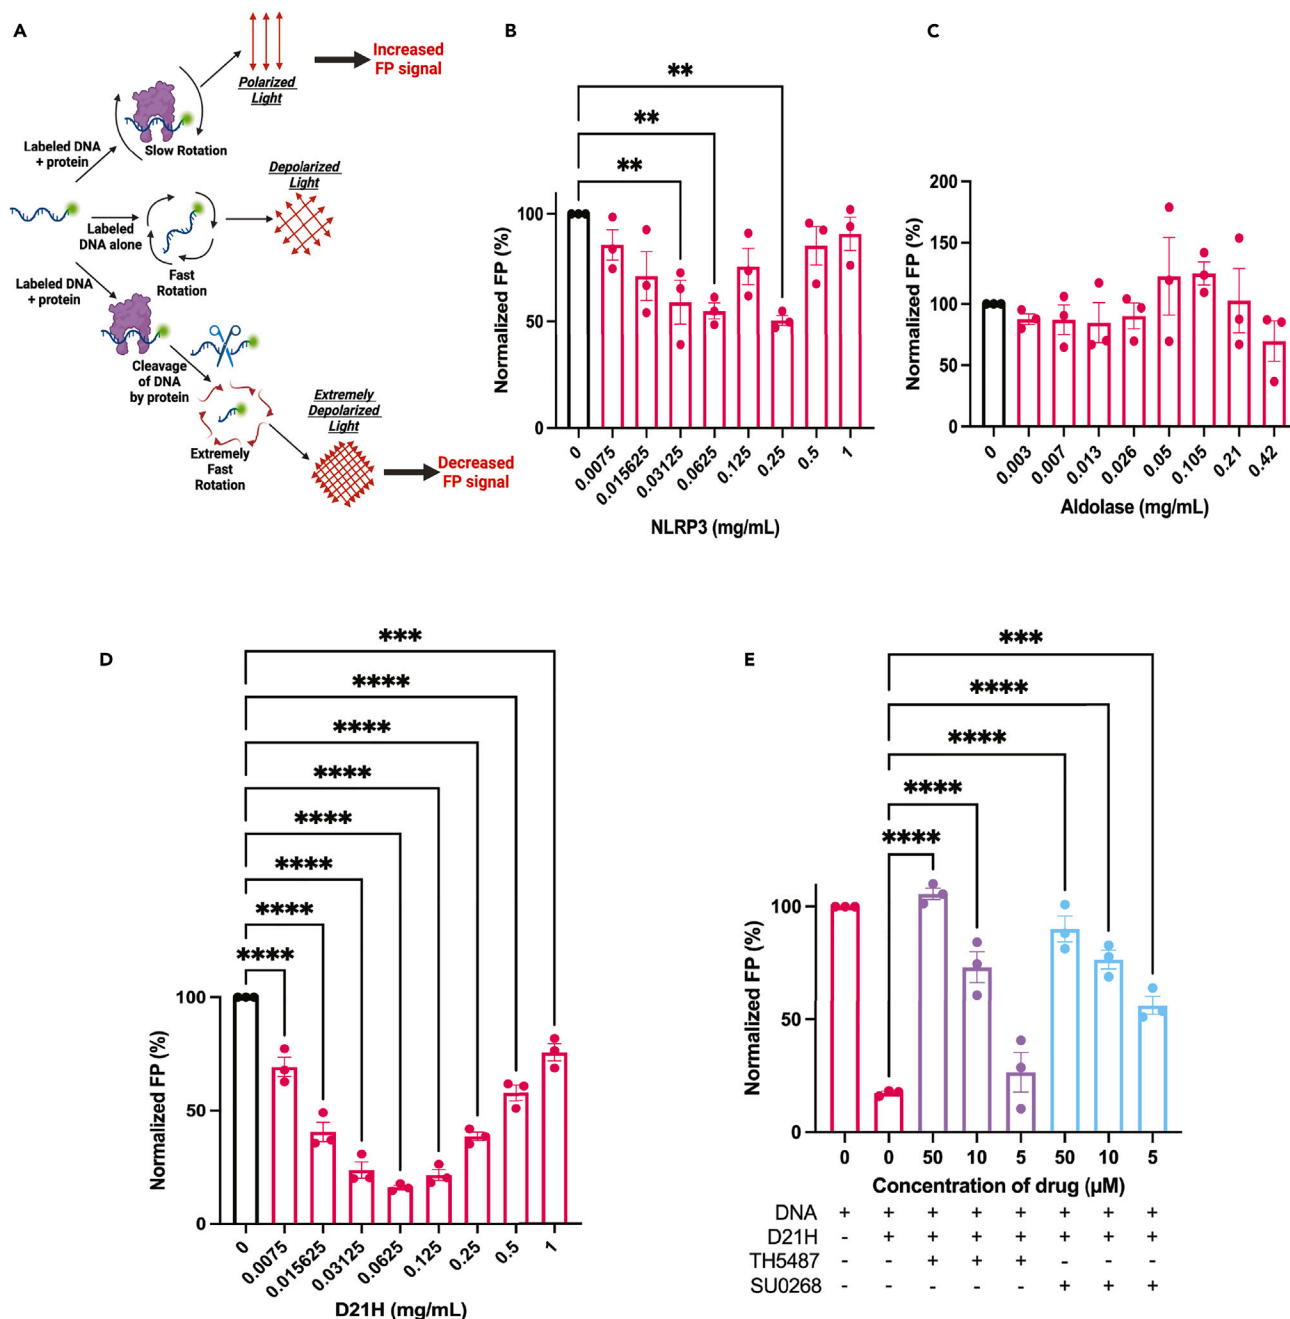 A
Labeled DNA
+ protein
Slow Rotation
Polarized
Light
Increased
FP signal
Labeled
DNA alone
Fast
Rotation
Depolarized
Light
Labeled DNA
+ protein
Cleavage
of DNA
by protein
Extremely
Fast
Rotation
Extremely
Depolarized
Light
Decreased
FP signal
B
**
**
**
Normalized FP (%)
100
50
0
0
0.0075
0.015625
0.03125
0.0625
0.125
0.25
0.5
1
NLRP3 (mg/mL)
C
Normalized FP (%)
200
150
100
50
0
0
0.003
0.007
0.013
0.026
0.05
0.105
0.21
0.42
Aldolase (mg/mL)
D
***
****
****
****
****
****
****
****
Normalized FP (%)
100
50
0
0
0.0075
0.015625
0.03125
0.0625
0.125
0.25
0.5
1
D21H (mg/mL)
E
***
****
****
****
****
Normalized FP (%)
100
50
0
0 0 50 10 5 50 10 5
Concentration of drug (µM)
DNA + + + + + + + +
D21H - + + + + + + +
TH5487 - - + + + - - -
SU0268 - - - - - + + +